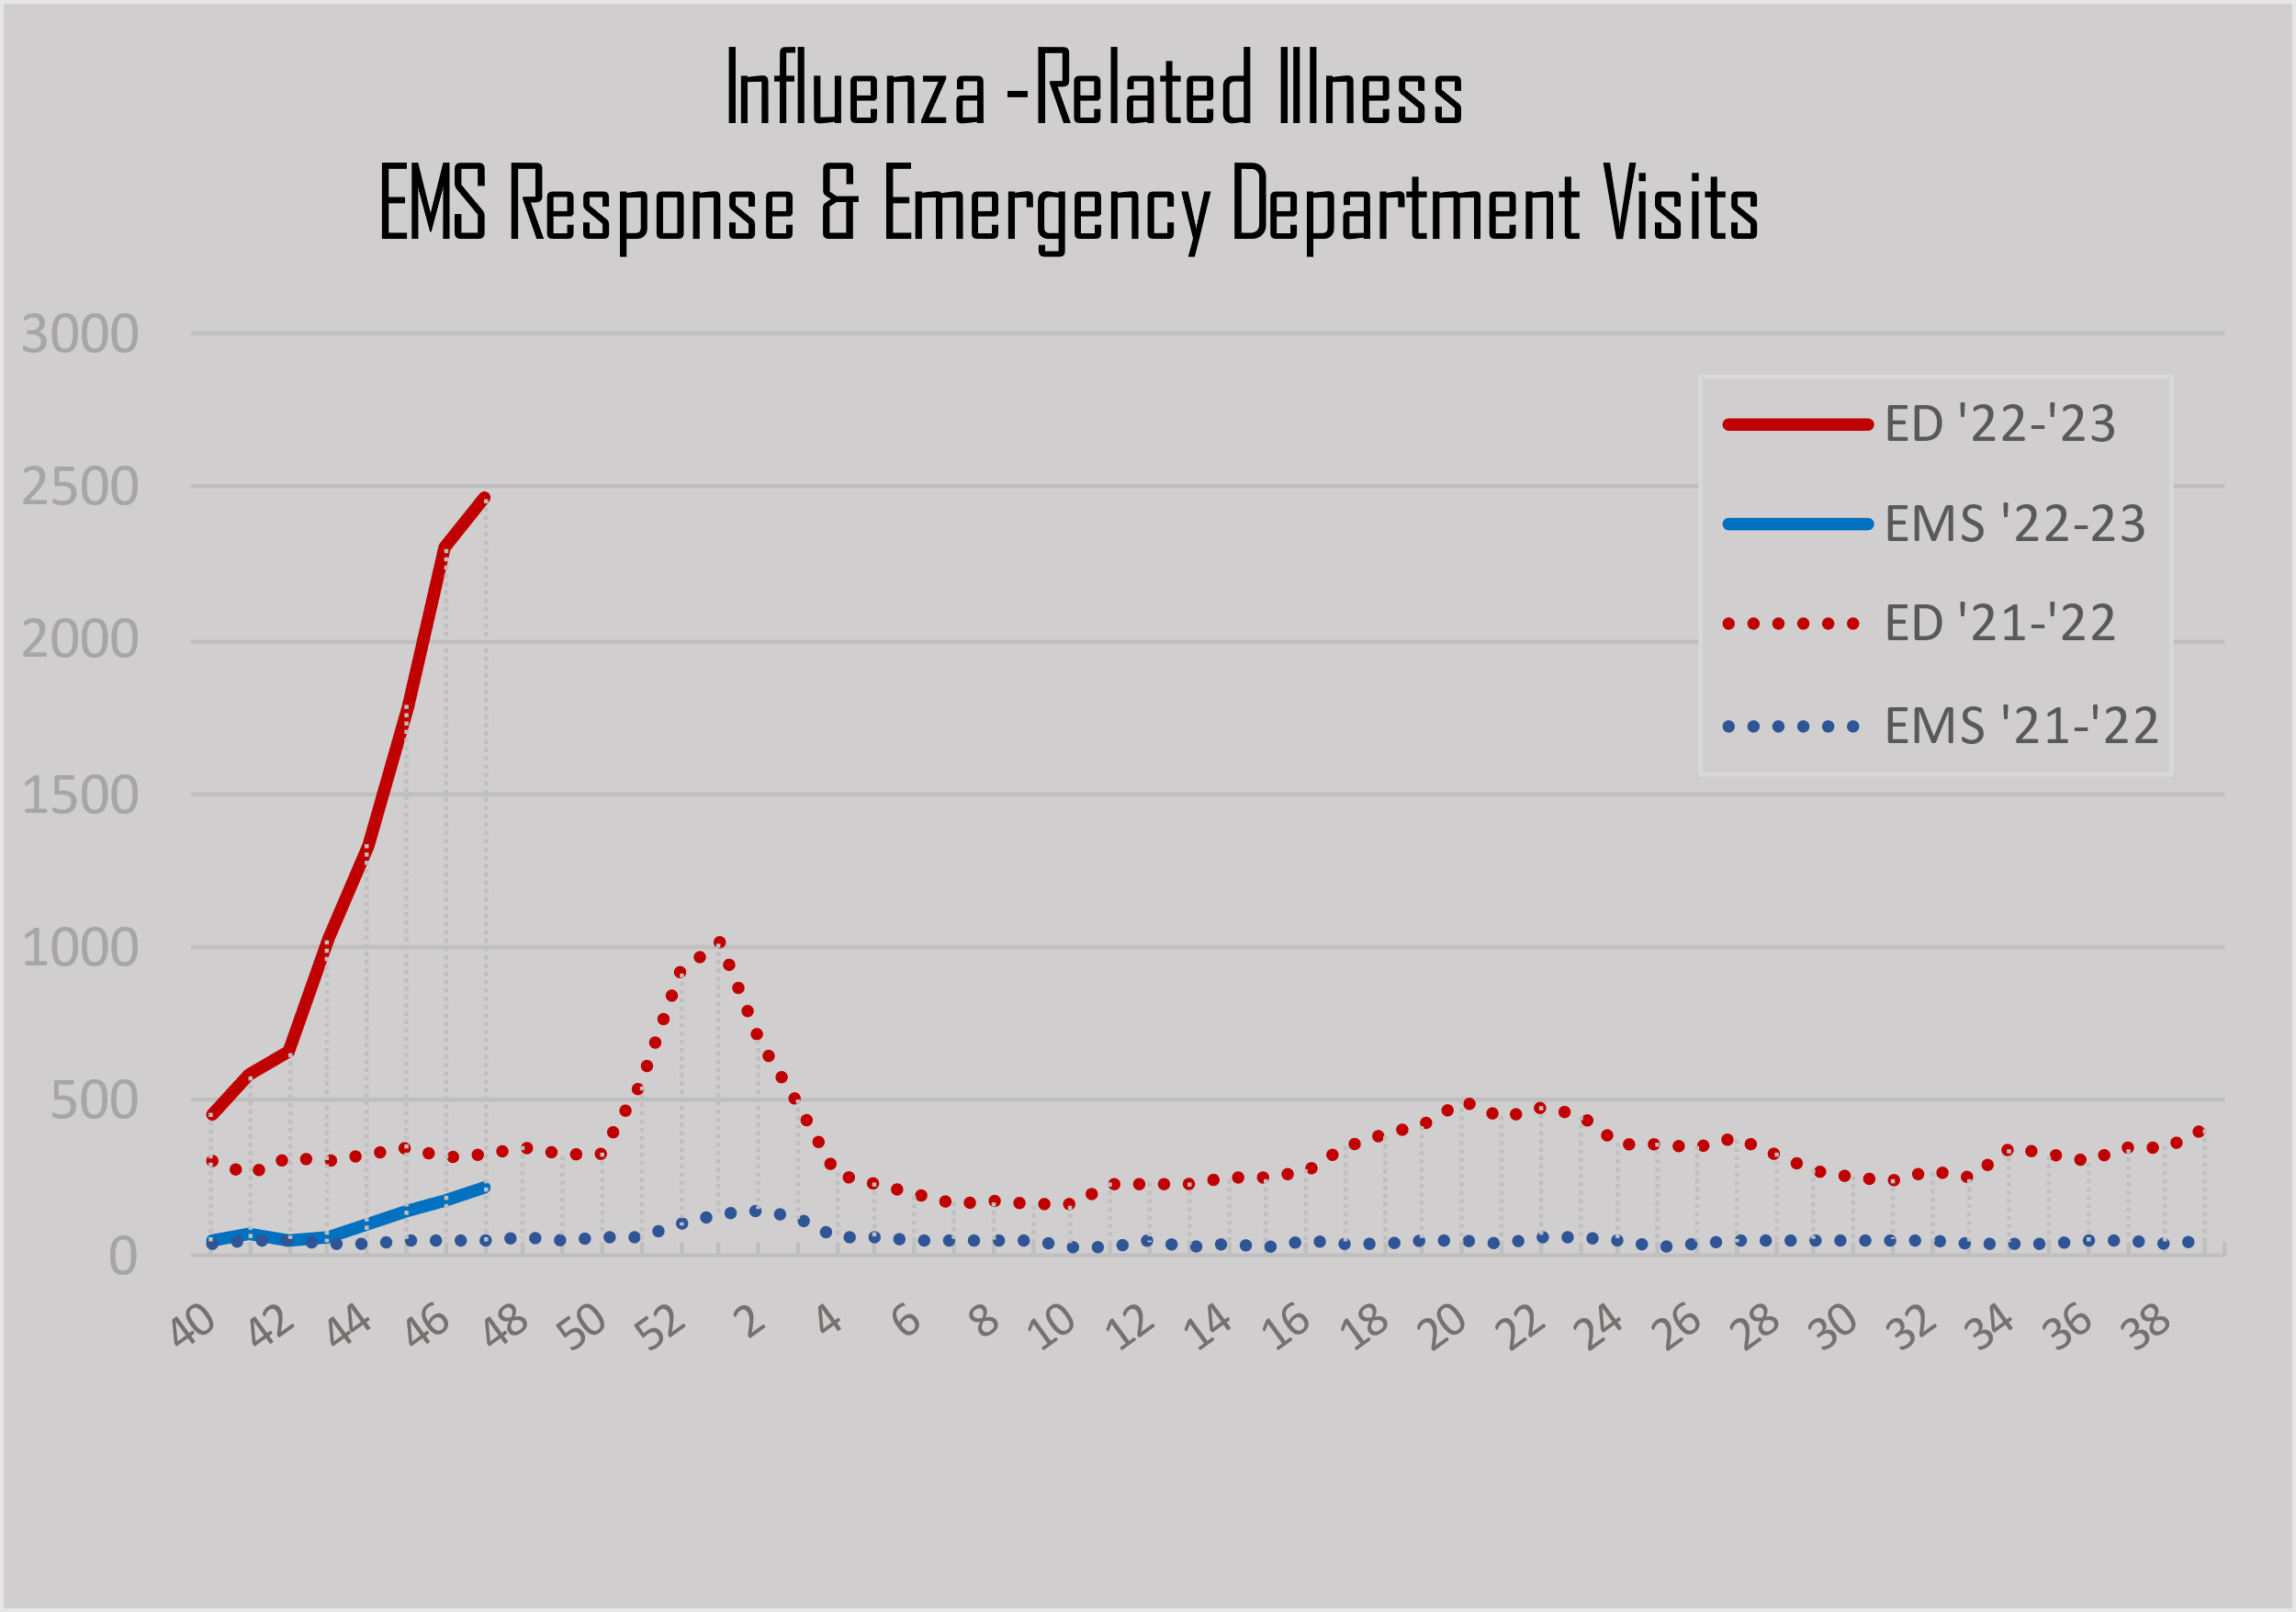 Influenza -Related Illness
EMS Response & Emergency Department Visits
3000
2500
2000
1500
1000
500
0
ED '22-'23
EMS '22-23
ED '21-'22
EMS '21-'22
40 42 44 46 48 50 52 2 4 6 8 10 12 14 16 18 20 22 24 26 28 30 32 34 36 38